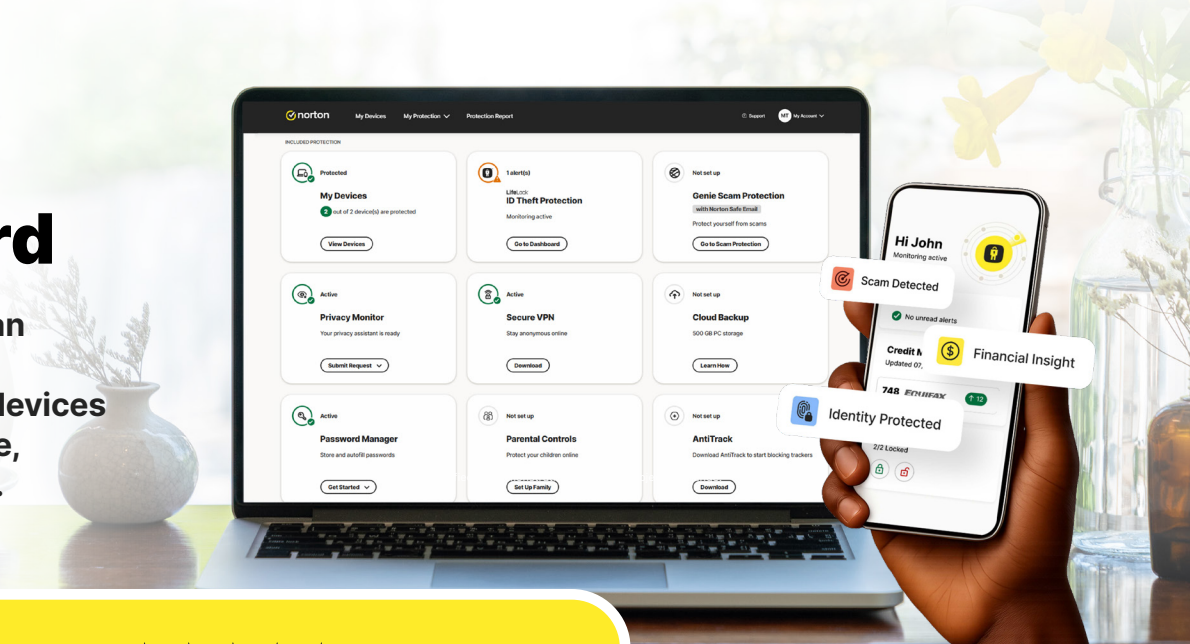 rd
an
devices
e,
norton
My Devices
My Protection
Protection Report
Support
MT
My Account
INCLUDED PROTECTION
Protected
My Devices
2 out of 2 device(s) are protected
View Devices
1 alert(s)
LifeLock
ID Theft Protection
Monitoring active
Go to Dashboard
Not set up
Genie Scam Protection
with Norton Safe Email
Protect yourself from scams
Go to Scam Protection
Active
Privacy Monitor
Your privacy assistant is ready
Submit Request
Active
Secure VPN
Stay anonymous online
Download
Not set up
Cloud Backup
500 GB PC storage
Learn How
Active
Password Manager
Store and autofill passwords
Get Started
Not set up
Parental Controls
Protect your children online
Set Up Family
Not set up
AntiTrack
Download AntiTrack to start blocking trackers
Download
Hi John
Monitoring active
Scam Detected
No unread alerts
Financial Insight
Credit
Updated 07,
748 EQUIFAX
↑ 12
Identity Protected
2/2 Locked